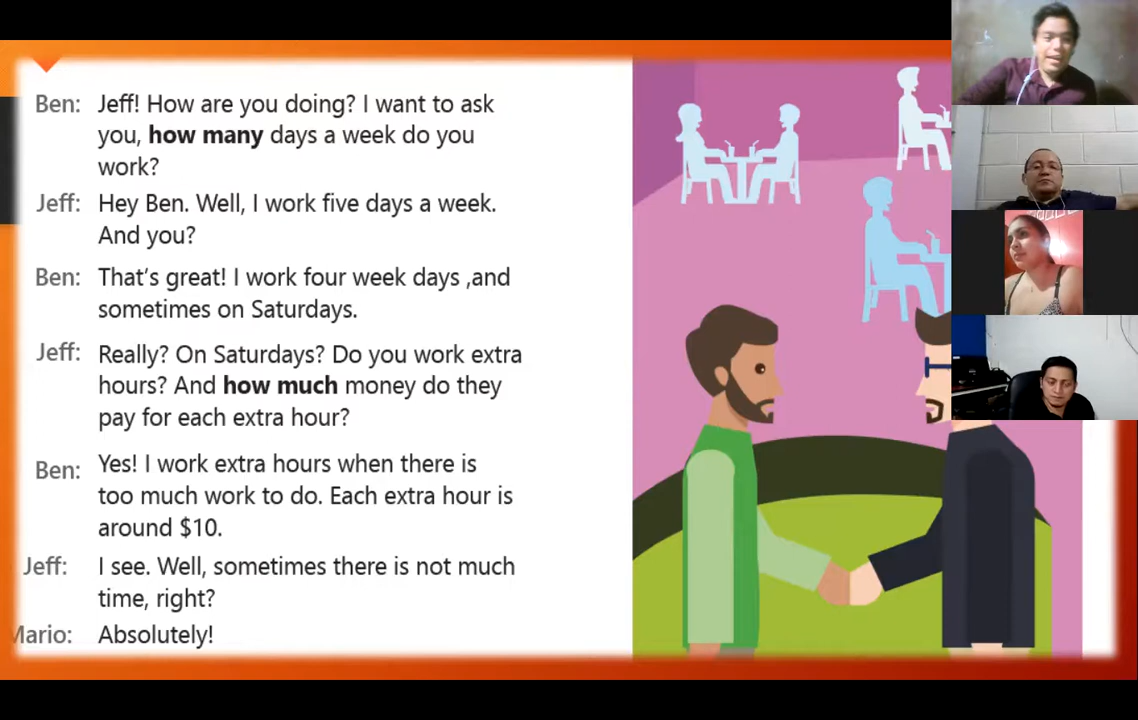 Ben: Jeff! How are you doing? I want to ask
you, how many days a week do you
work?
Jeff: Hey Ben. Well, I work five days a week.
And you?
Ben: That's great! I work four week days ,and
sometimes on Saturdays.
Jeff: Really? On Saturdays? Do you work extra
hours? And how much money do they
pay for each extra hour?
Ben: Yes! I work extra hours when there is
too much work to do. Each extra hour is
around $10.
Jeff: I see. Well, sometimes there is not much
time, right?
Mario: Absolutely!